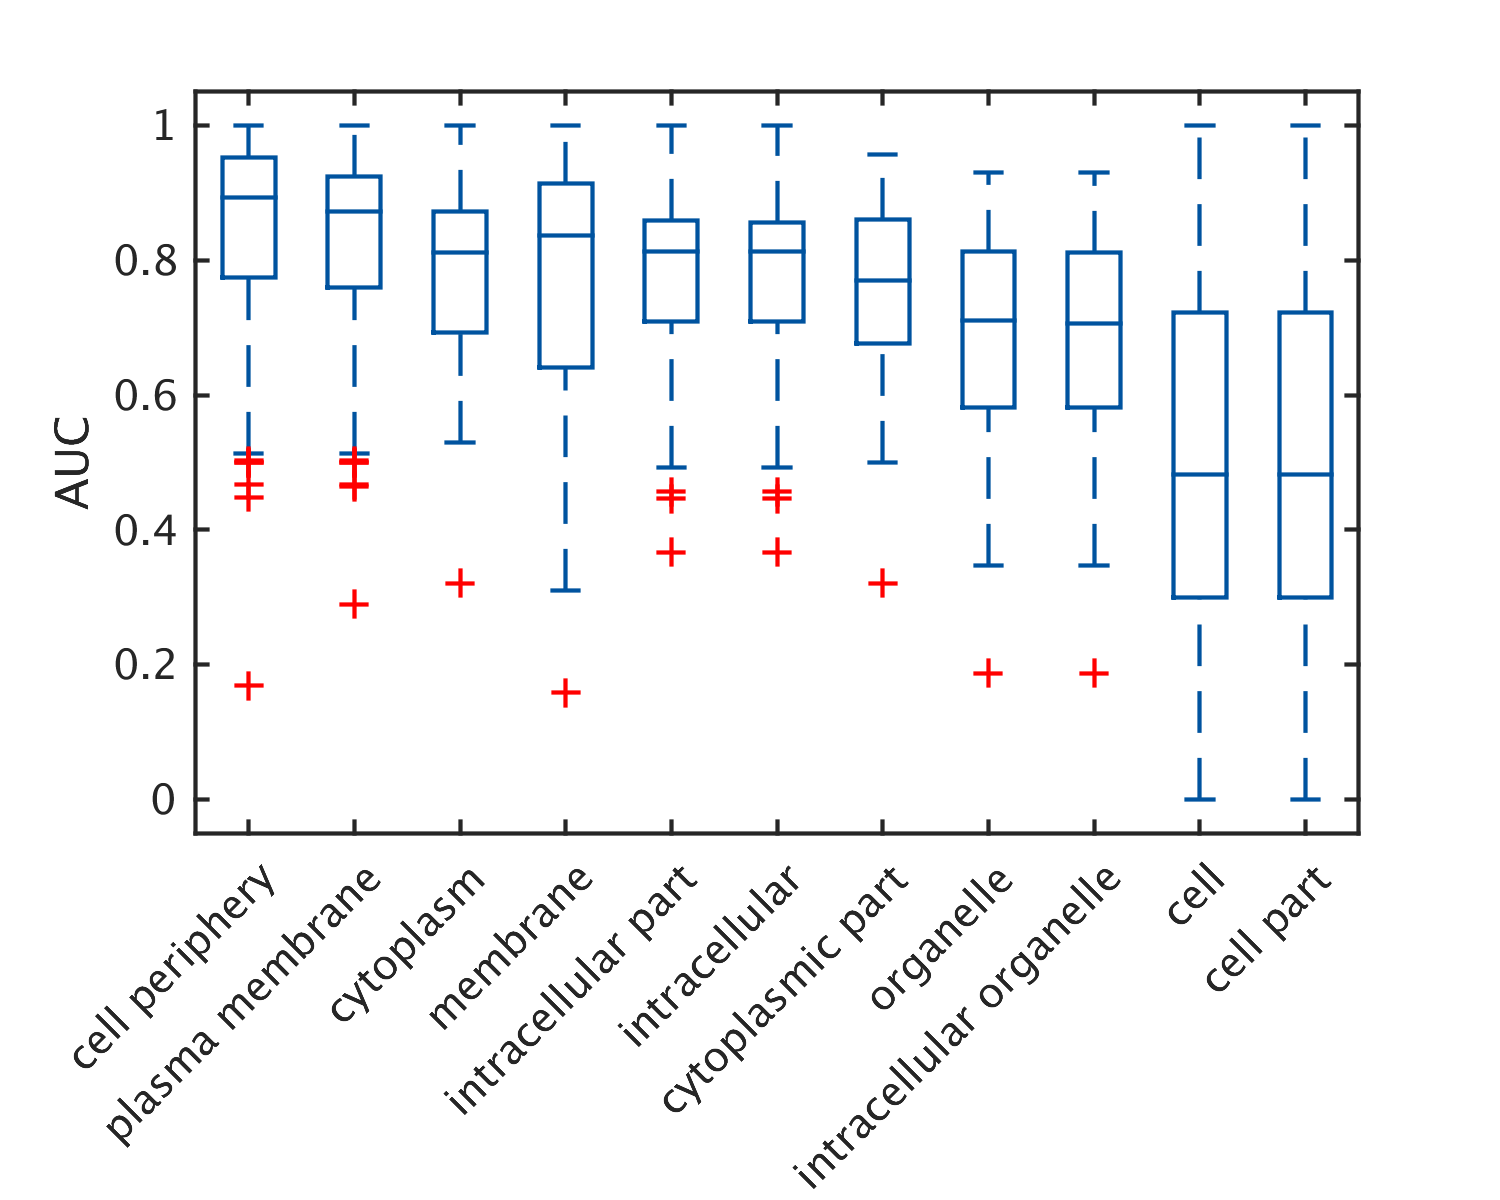 1
0.8
0.6
0.4
0.2
0
AUC
cell periphery
plasma membrane
cytoplasm
membrane
intracellular part
intracellular
cytoplasmic part
organelle
intracellular organelle
cell
cell part